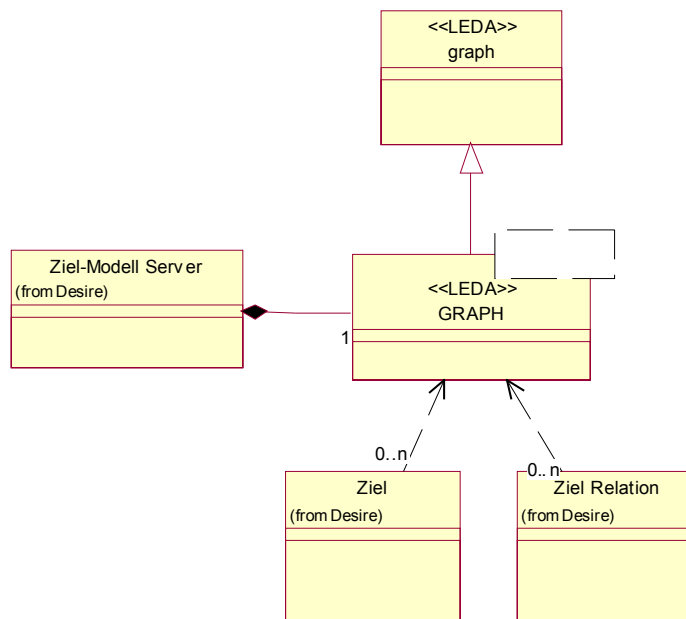 <<LEDA>>
graph
Ziel-Modell Server
(from Desire)
<<LEDA>>
GRAPH
1
0..n
0..n
Ziel
(from Desire)
Ziel Relation
(from Desire)